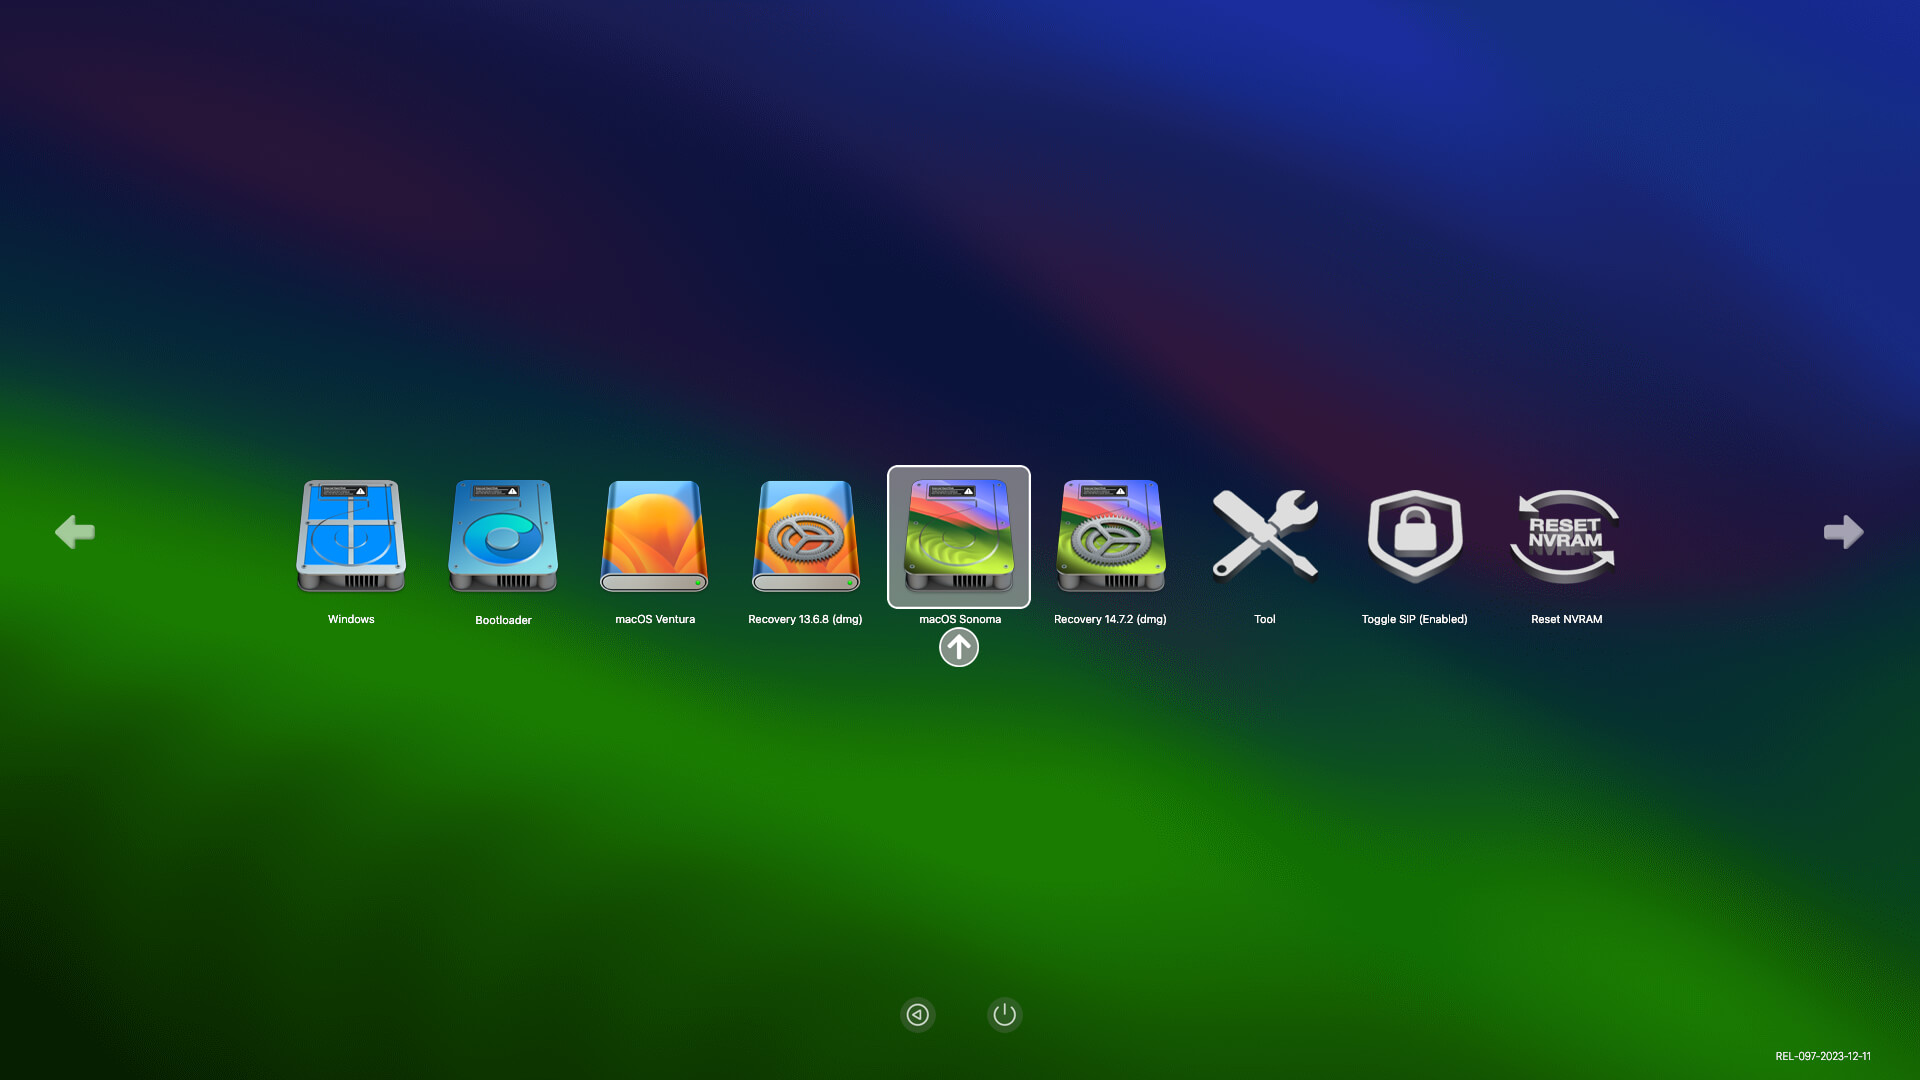 RESET
NVRAM
Windows
Bootloader
macOS Ventura
Recovery 13.6.8 (dmg)
macOS Sonoma
Recovery 14.7.2 (dmg)
Tool
Toggle SIP (Enabled)
Reset NVRAM
REL-097-2023-12-11